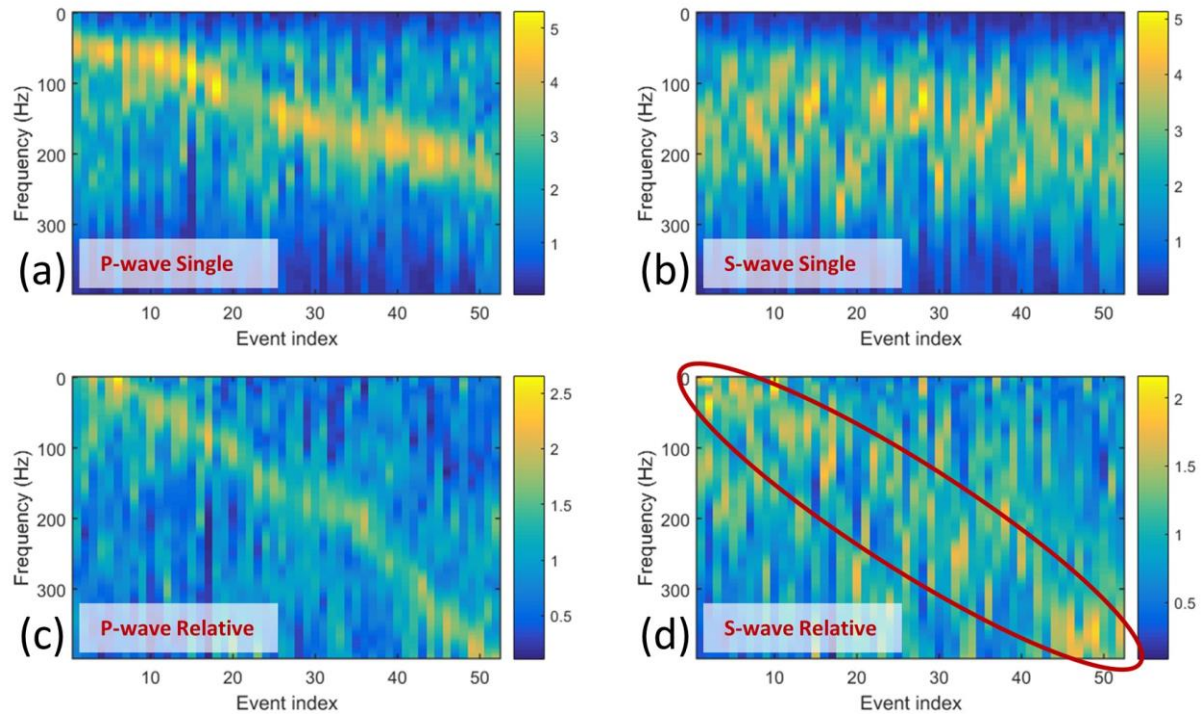 0
100
200
300
Frequency (Hz)
(a)
P-wave Single
10 20 30 40 50
Event index
5
4
3
2
1
0
100
200
300
Frequency (Hz)
(b)
S-wave Single
10 20 30 40 50
Event index
5
4
3
2
1
0
100
200
300
Frequency (Hz)
(c)
P-wave Relative
10 20 30 40 50
Event index
2.5
2
1.5
1
0.5
0
100
200
300
Frequency (Hz)
(d)
S-wave Relative
10 20 30 40 50
Event index
2
1.5
1
0.5